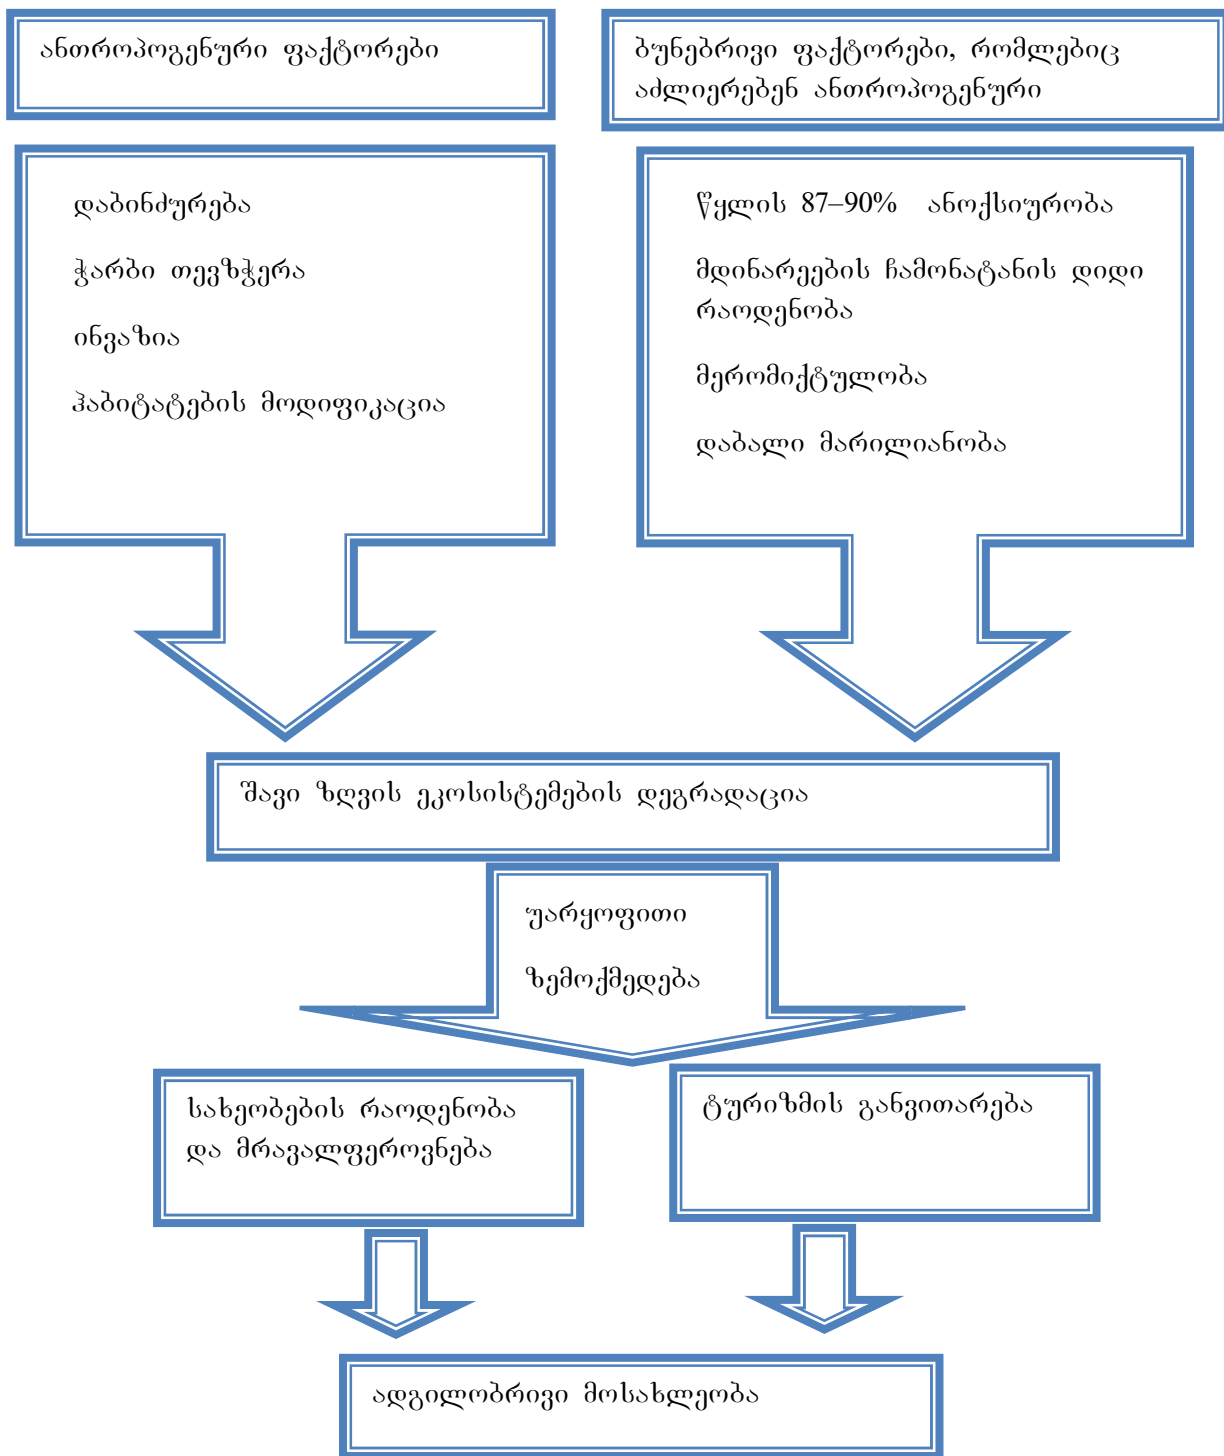 ანთროპოგენური ფაქტორები
ბუნებრივი ფაქტორები, რომლებიც
აძლიერებენ ანთროპოგენური
დაბინძურება
ჭარბი თევზჭერა
ინვაზია
ჰაბიტატების მოდიფიკაცია
წყლის 87–90% ანოქსიურობა
მდინარეების ჩამონატანის დიდი
რაოდენობა
მერომიქტულობა
დაბალი მარილიანობა
შავი ზღვის ეკოსისტემების დეგრადაცია
უარყოფითი
ზემოქმედება
სახეობების რაოდენობა
და მრავალფეროვნება
ტურიზმის განვითარება
ადგილობრივი მოსახლეობა